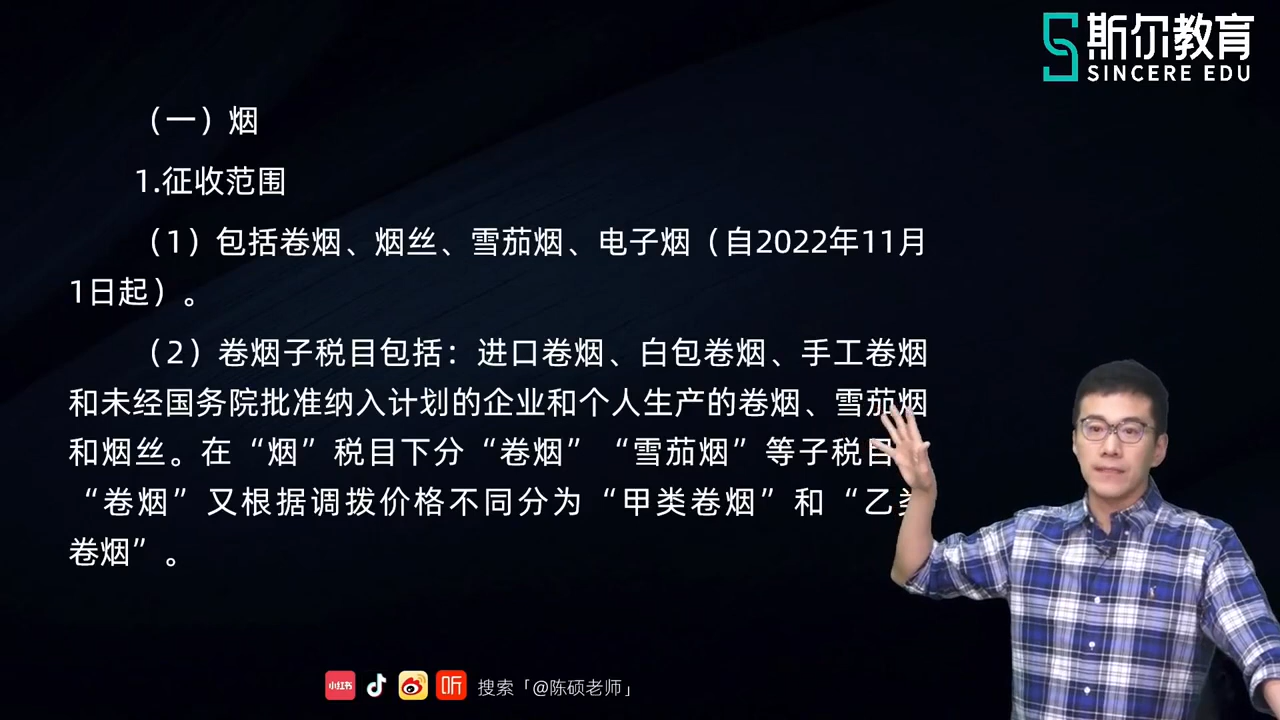 斯尔教育
SINCERE EDU
（一）烟
1.征收范围
（1）包括卷烟、烟丝、雪茄烟、电子烟（自2022年11月
1日起）。
（2）卷烟子税目包括：进口卷烟、白包卷烟、手工卷烟
和未经国务院批准纳入计划的企业和个人生产的卷烟、雪茄烟
和烟丝。在“烟”税目下分“卷烟”“雪茄烟”等子税目
“卷烟”又根据调拨价格不同分为“甲类卷烟”和“乙类
卷烟”。
小红书 听 搜索「@陈硕老师」